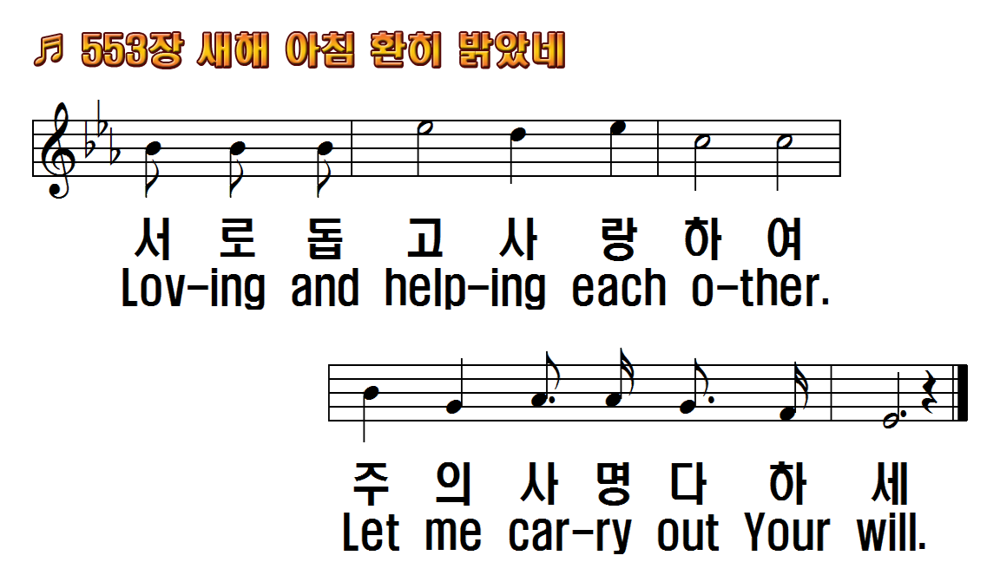 553장 새해 아침 환히 밝았네
서 로 돕 고 사 랑 하 여
Lov-ing and help-ing each o-ther.
주 의 사 명 다 하 세
Let me car-ry out Your will.